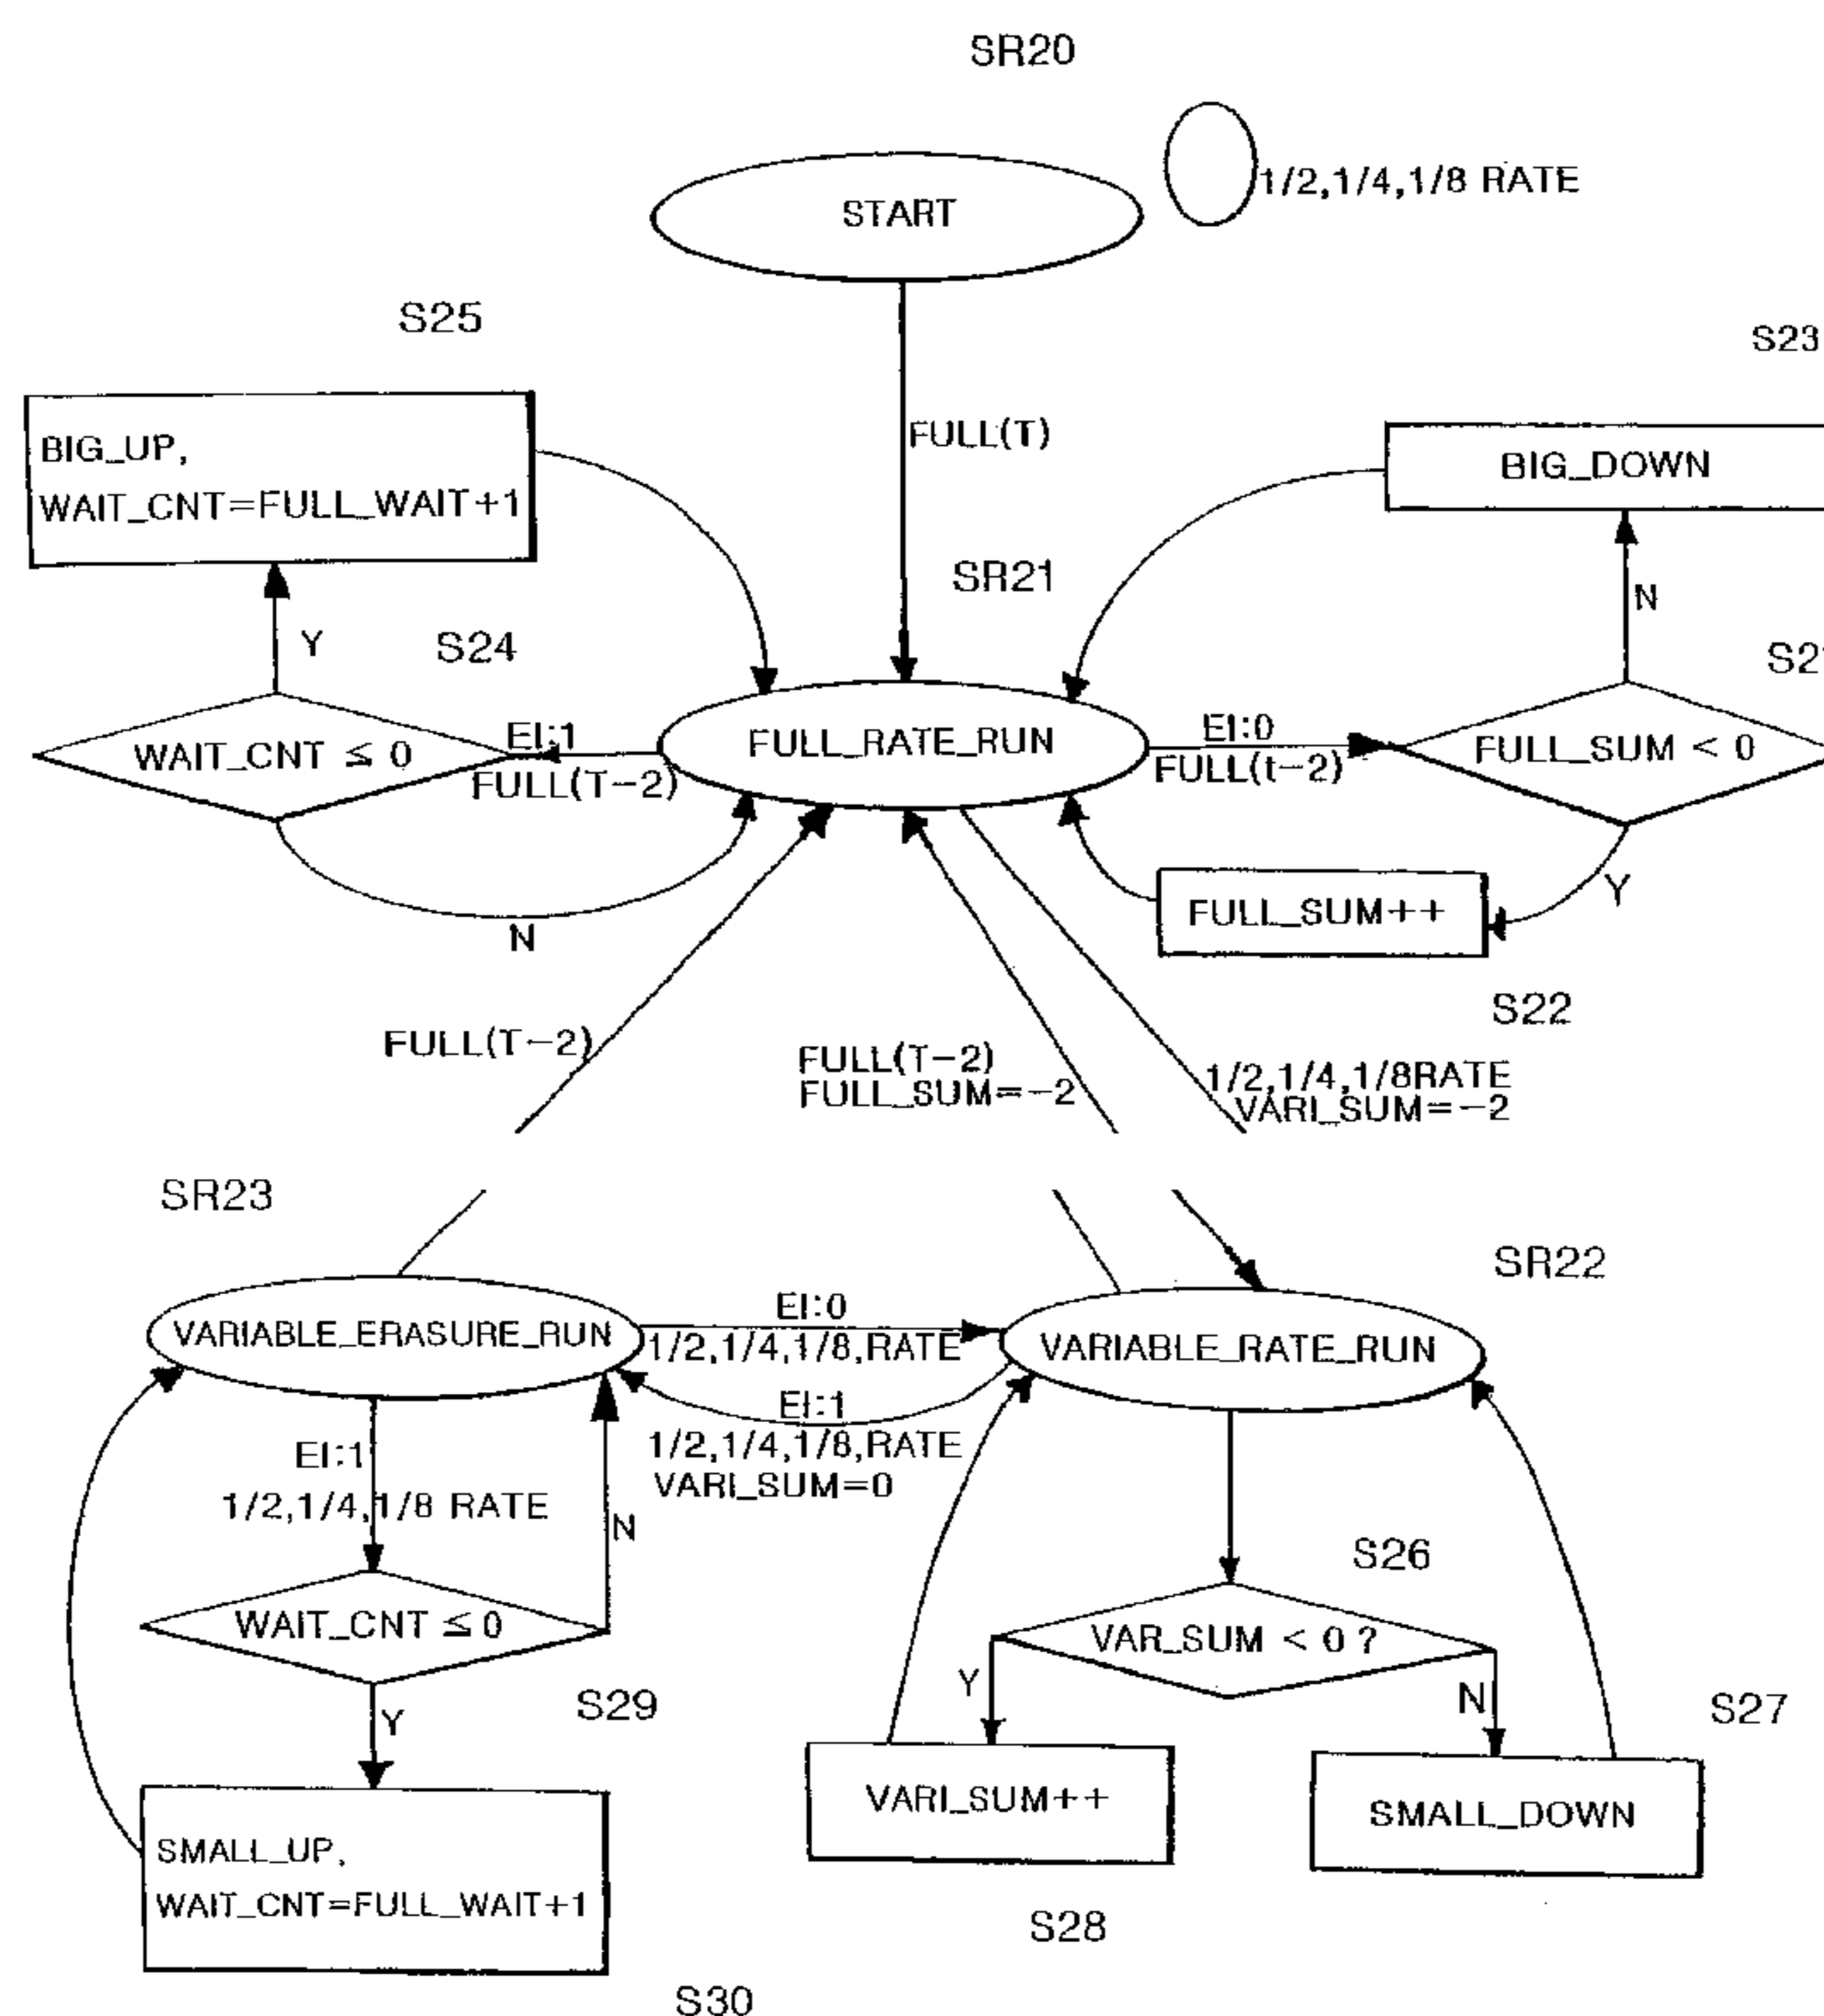 SR20
1/2,1/4,1/8 RATE
START
S25
S23
BIG_UP,
WAIT_CNT=FULL_WAIT+1
FULL(T)
BIG_DOWN
SR21
N
Y
S24
WAIT_CNT ≤ 0
EI:1
FULL(T-2)
FULL_RATE_RUN
EI:0
FULL(t-2)
FULL_SUM < 0
N
FULL_SUM++
Y
S22
FULL(T-2)
FULL(T-2)
FULL_SUM=-2
1/2,1/4,1/8RATE
VARI_SUM=-2
SR23
SR22
VARIABLE_ERASURE_RUN
EI:0
1/2,1/4,1/8,RATE
VARIABLE_RATE_RUN
EI:1
1/2,1/4,1/8,RATE
VARI_SUM=0
EI:1
1/2,1/4,1/8 RATE
N
S26
WAIT_CNT ≤ 0
VAR_SUM < 0 ?
Y
S29
Y
N
S27
VARI_SUM++
SMALL_DOWN
SMALL_UP,
WAIT_CNT=FULL_WAIT+1
S28
S30